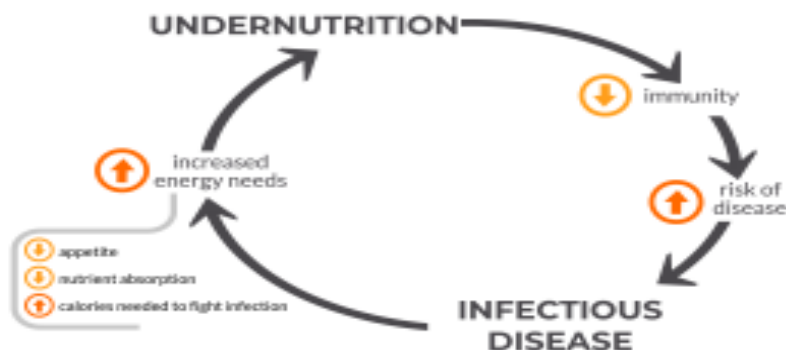 UNDERNUTRITION
immunity
risk of
disease
INFECTIOUS
DISEASE
increased
energy needs
appetite
nutrient absorption
calories needed to fight infection